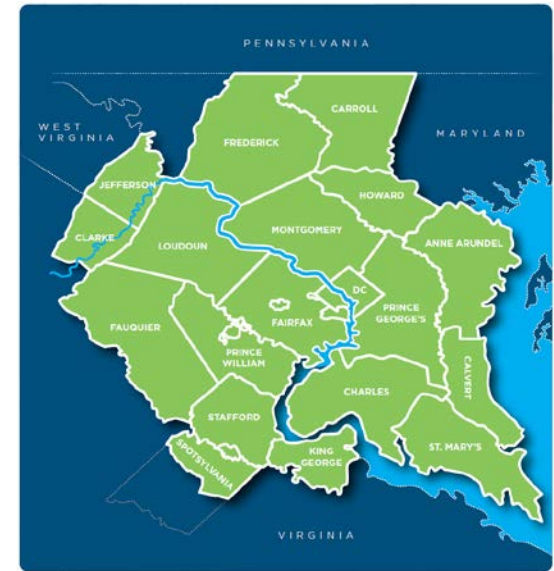 PENNSYLVANIA
WEST
VIRGINIA
MARYLAND
CARROLL
FREDERICK
JEFFERSON
HOWARD
CLARKE
LOUDOUN
MONTGOMERY
ANNE ARUNDEL
DC
PRINCE
GEORGE'S
FAUQUIER
FAIRFAX
PRINCE
WILLIAM
CALVERT
CHARLES
STAFFORD
ST. MARY'S
KING
GEORGE
SPOTSYLVANIA
VIRGINIA